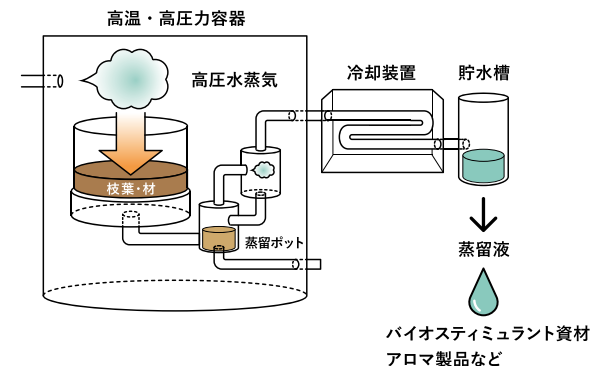 高温・高圧力容器
高圧水蒸気
冷却装置
貯水槽
枝葉・材
蒸留ポット
蒸留液
バイオスティミュラント資材
アロマ製品など